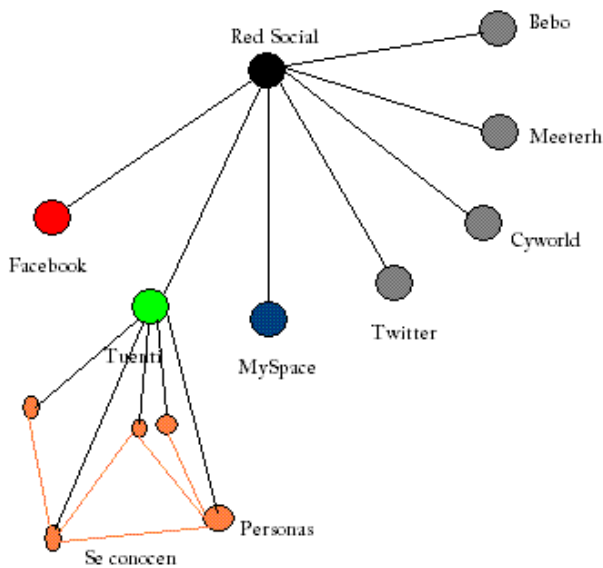 Bebo
Red Social
Meeterh
Cyworld
Facebook
Twitter
Tuenti
MySpace
Personas
Se conocen